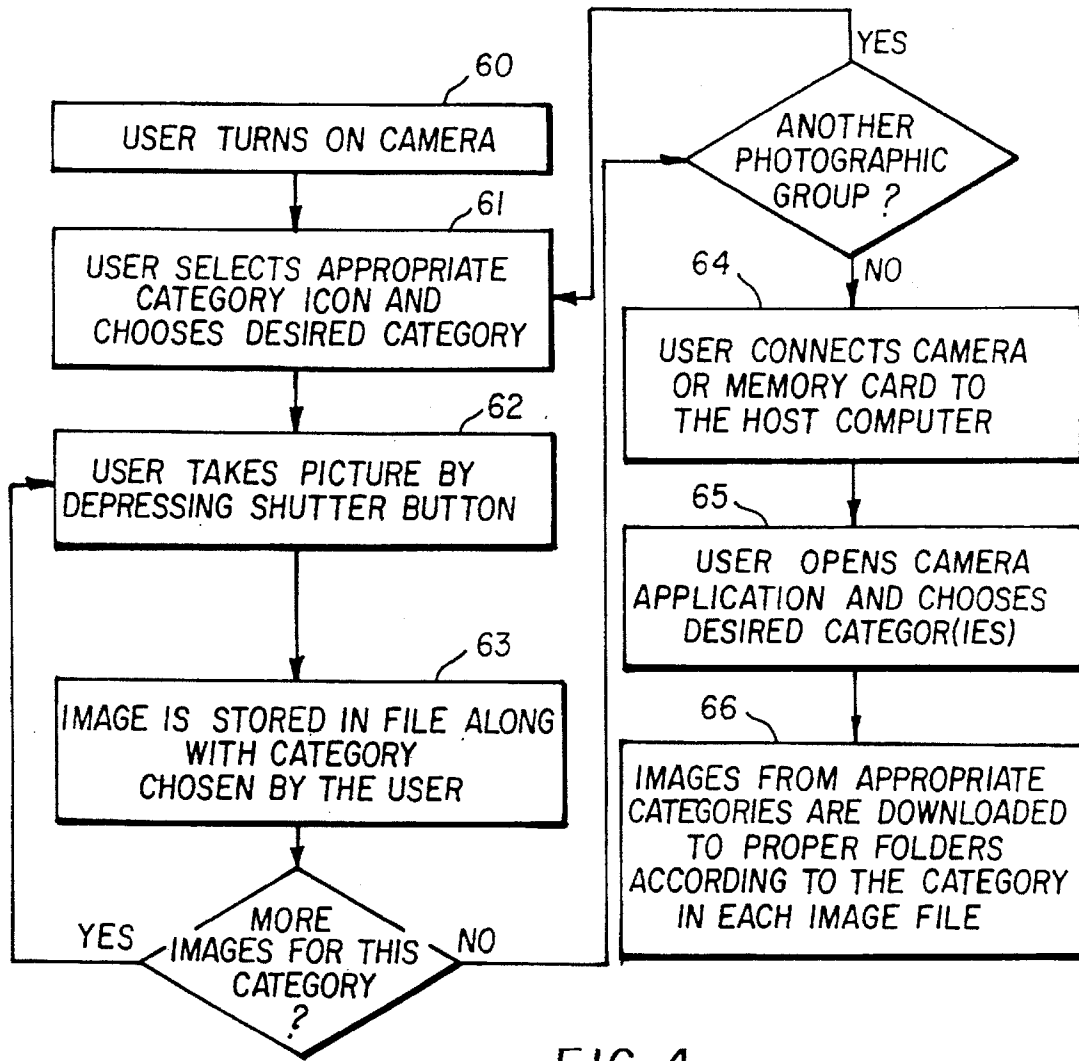 60
USER TURNS ON CAMERA
61
USER SELECTS APPROPRIATE
CATEGORY ICON AND
CHOOSES DESIRED CATEGORY
62
USER TAKES PICTURE BY
DEPRESSING SHUTTER BUTTON
63
IMAGE IS STORED IN FILE ALONG
WITH CATEGORY
CHOSEN BY THE USER
YES
MORE
IMAGES FOR THIS
CATEGORY
?
NO
YES
ANOTHER
PHOTOGRAPHIC
GROUP ?
NO
64
USER CONNECTS CAMERA
OR MEMORY CARD TO
THE HOST COMPUTER
65
USER OPENS CAMERA
APPLICATION AND CHOOSES
DESIRED CATEGOR(IES)
66
IMAGES FROM APPROPRIATE
CATEGORIES ARE DOWNLOADED
TO PROPER FOLDERS
ACCORDING TO THE CATEGORY
IN EACH IMAGE FILE
FIG. 4